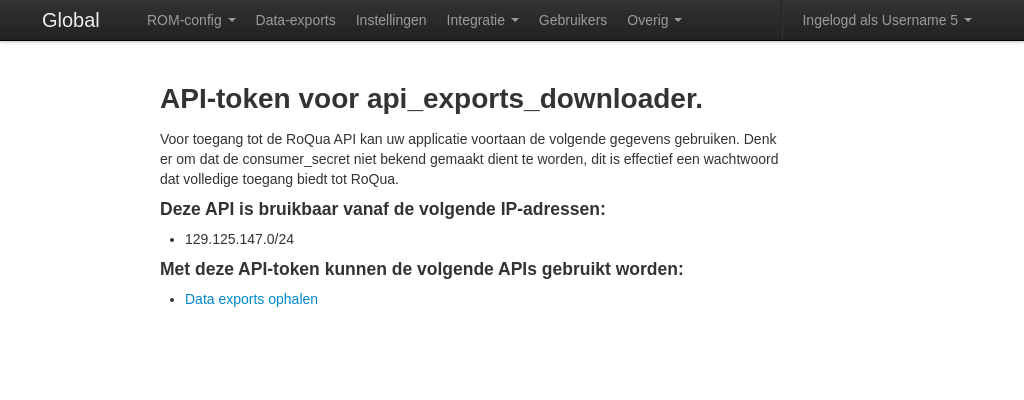 Global ROM-config Data-exports Instellingen Integratie Gebruikers Overig Ingelogd als Username 5
API-token voor api_exports_downloader.
Voor toegang tot de RoQua API kan uw applicatie voortaan de volgende gegevens gebruiken. Denk
er om dat de consumer_secret niet bekend gemaakt dient te worden, dit is effectief een wachtwoord
dat volledige toegang biedt tot RoQua.
Deze API is bruikbaar vanaf de volgende IP-adressen:
• 129.125.147.0/24
Met deze API-token kunnen de volgende APIs gebruikt worden:
• Data exports ophalen